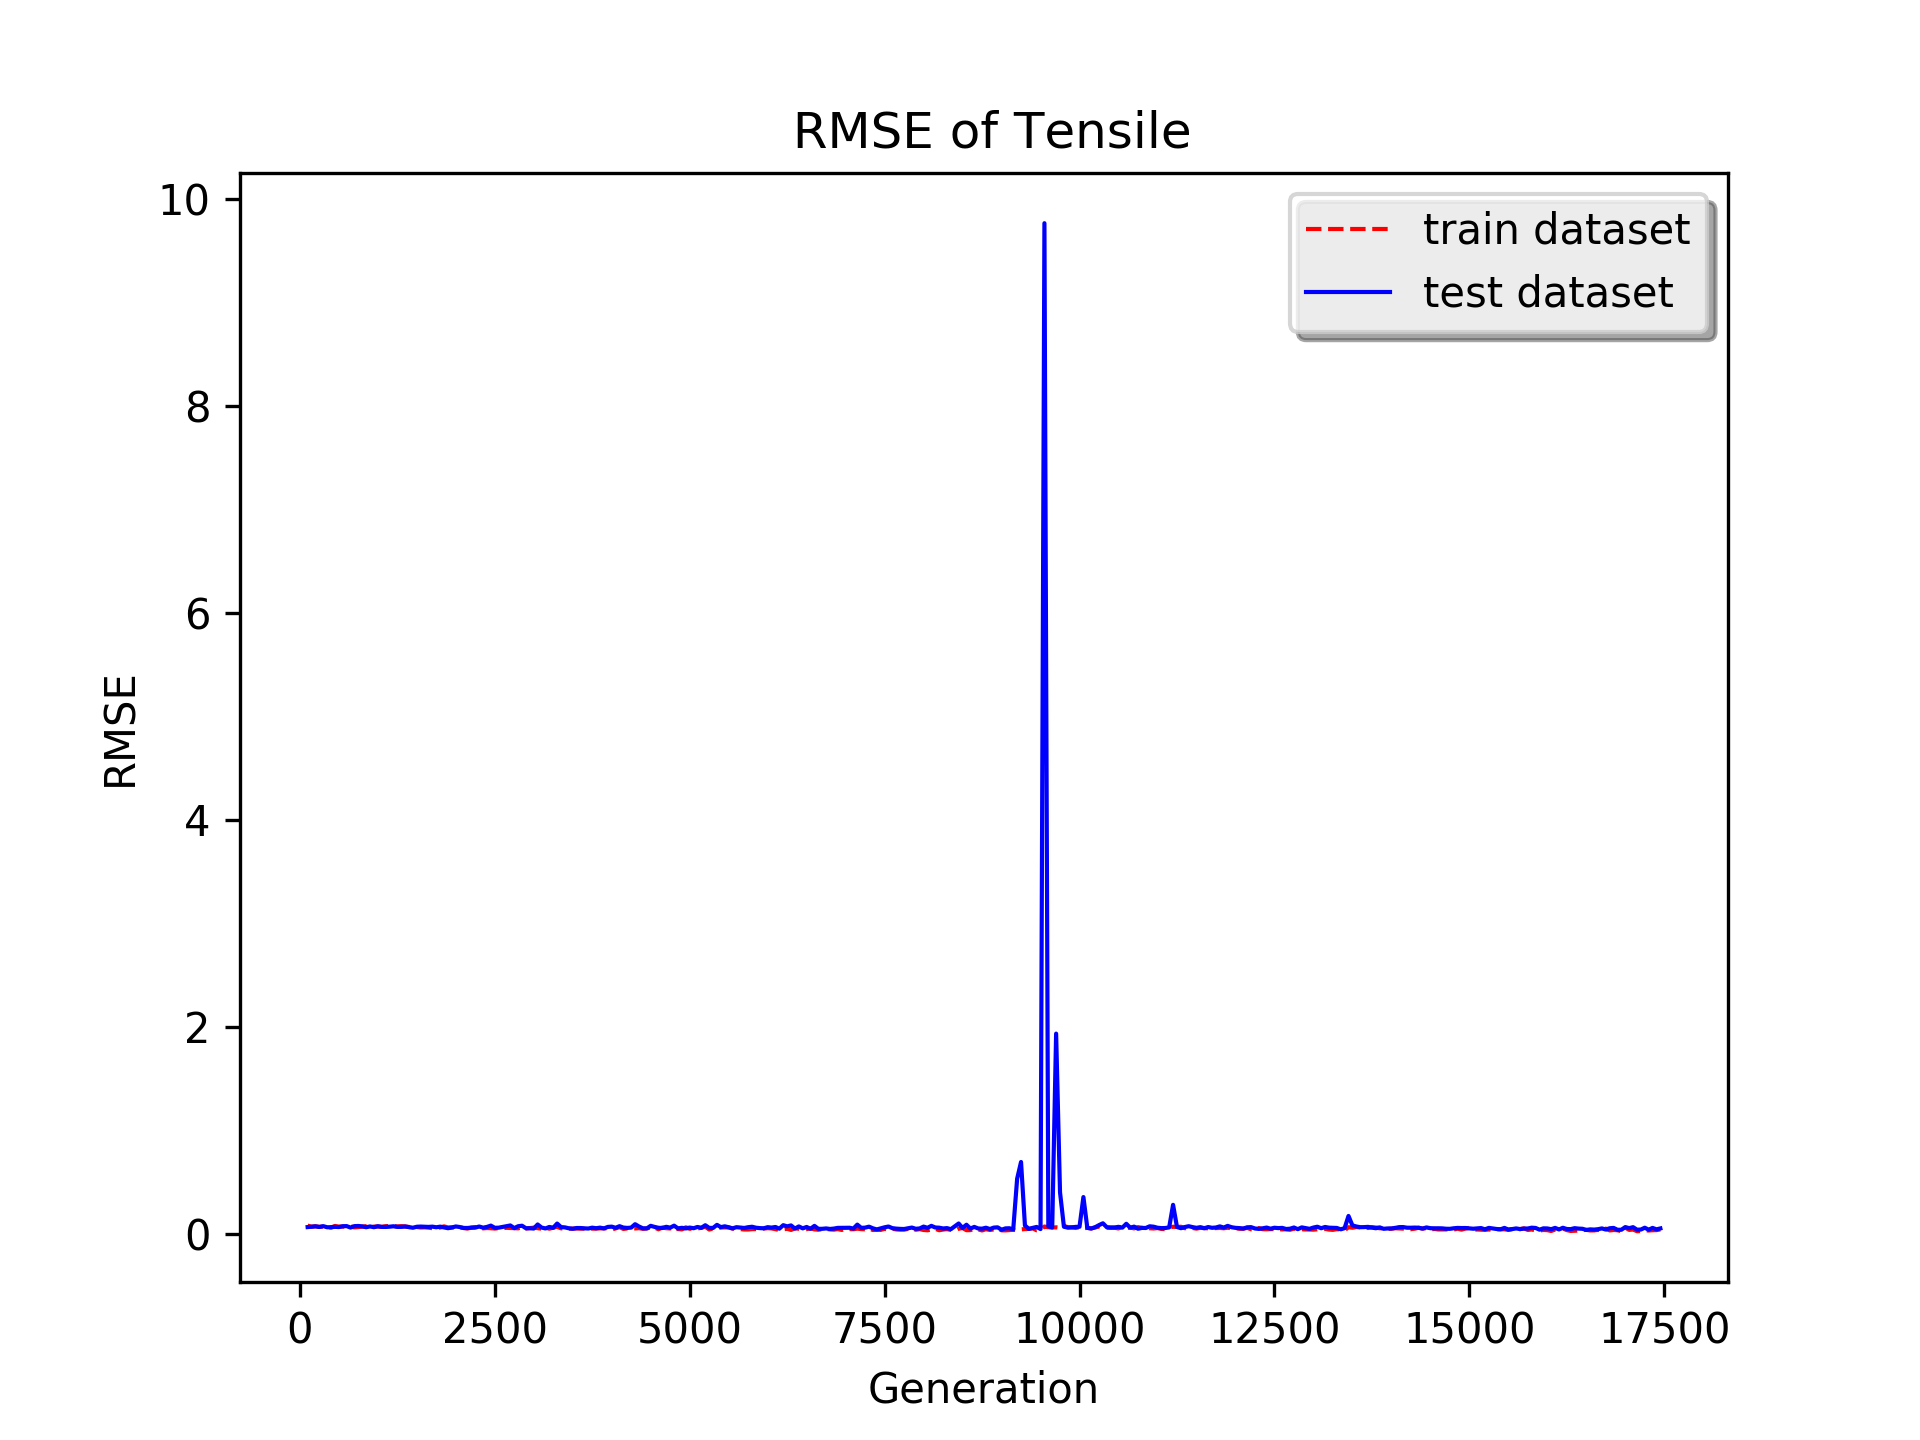 RMSE of Tensile
10
8
6
4
2
0
RMSE
train dataset
test dataset
0 2500 5000 7500 10000 12500 15000 17500
Generation